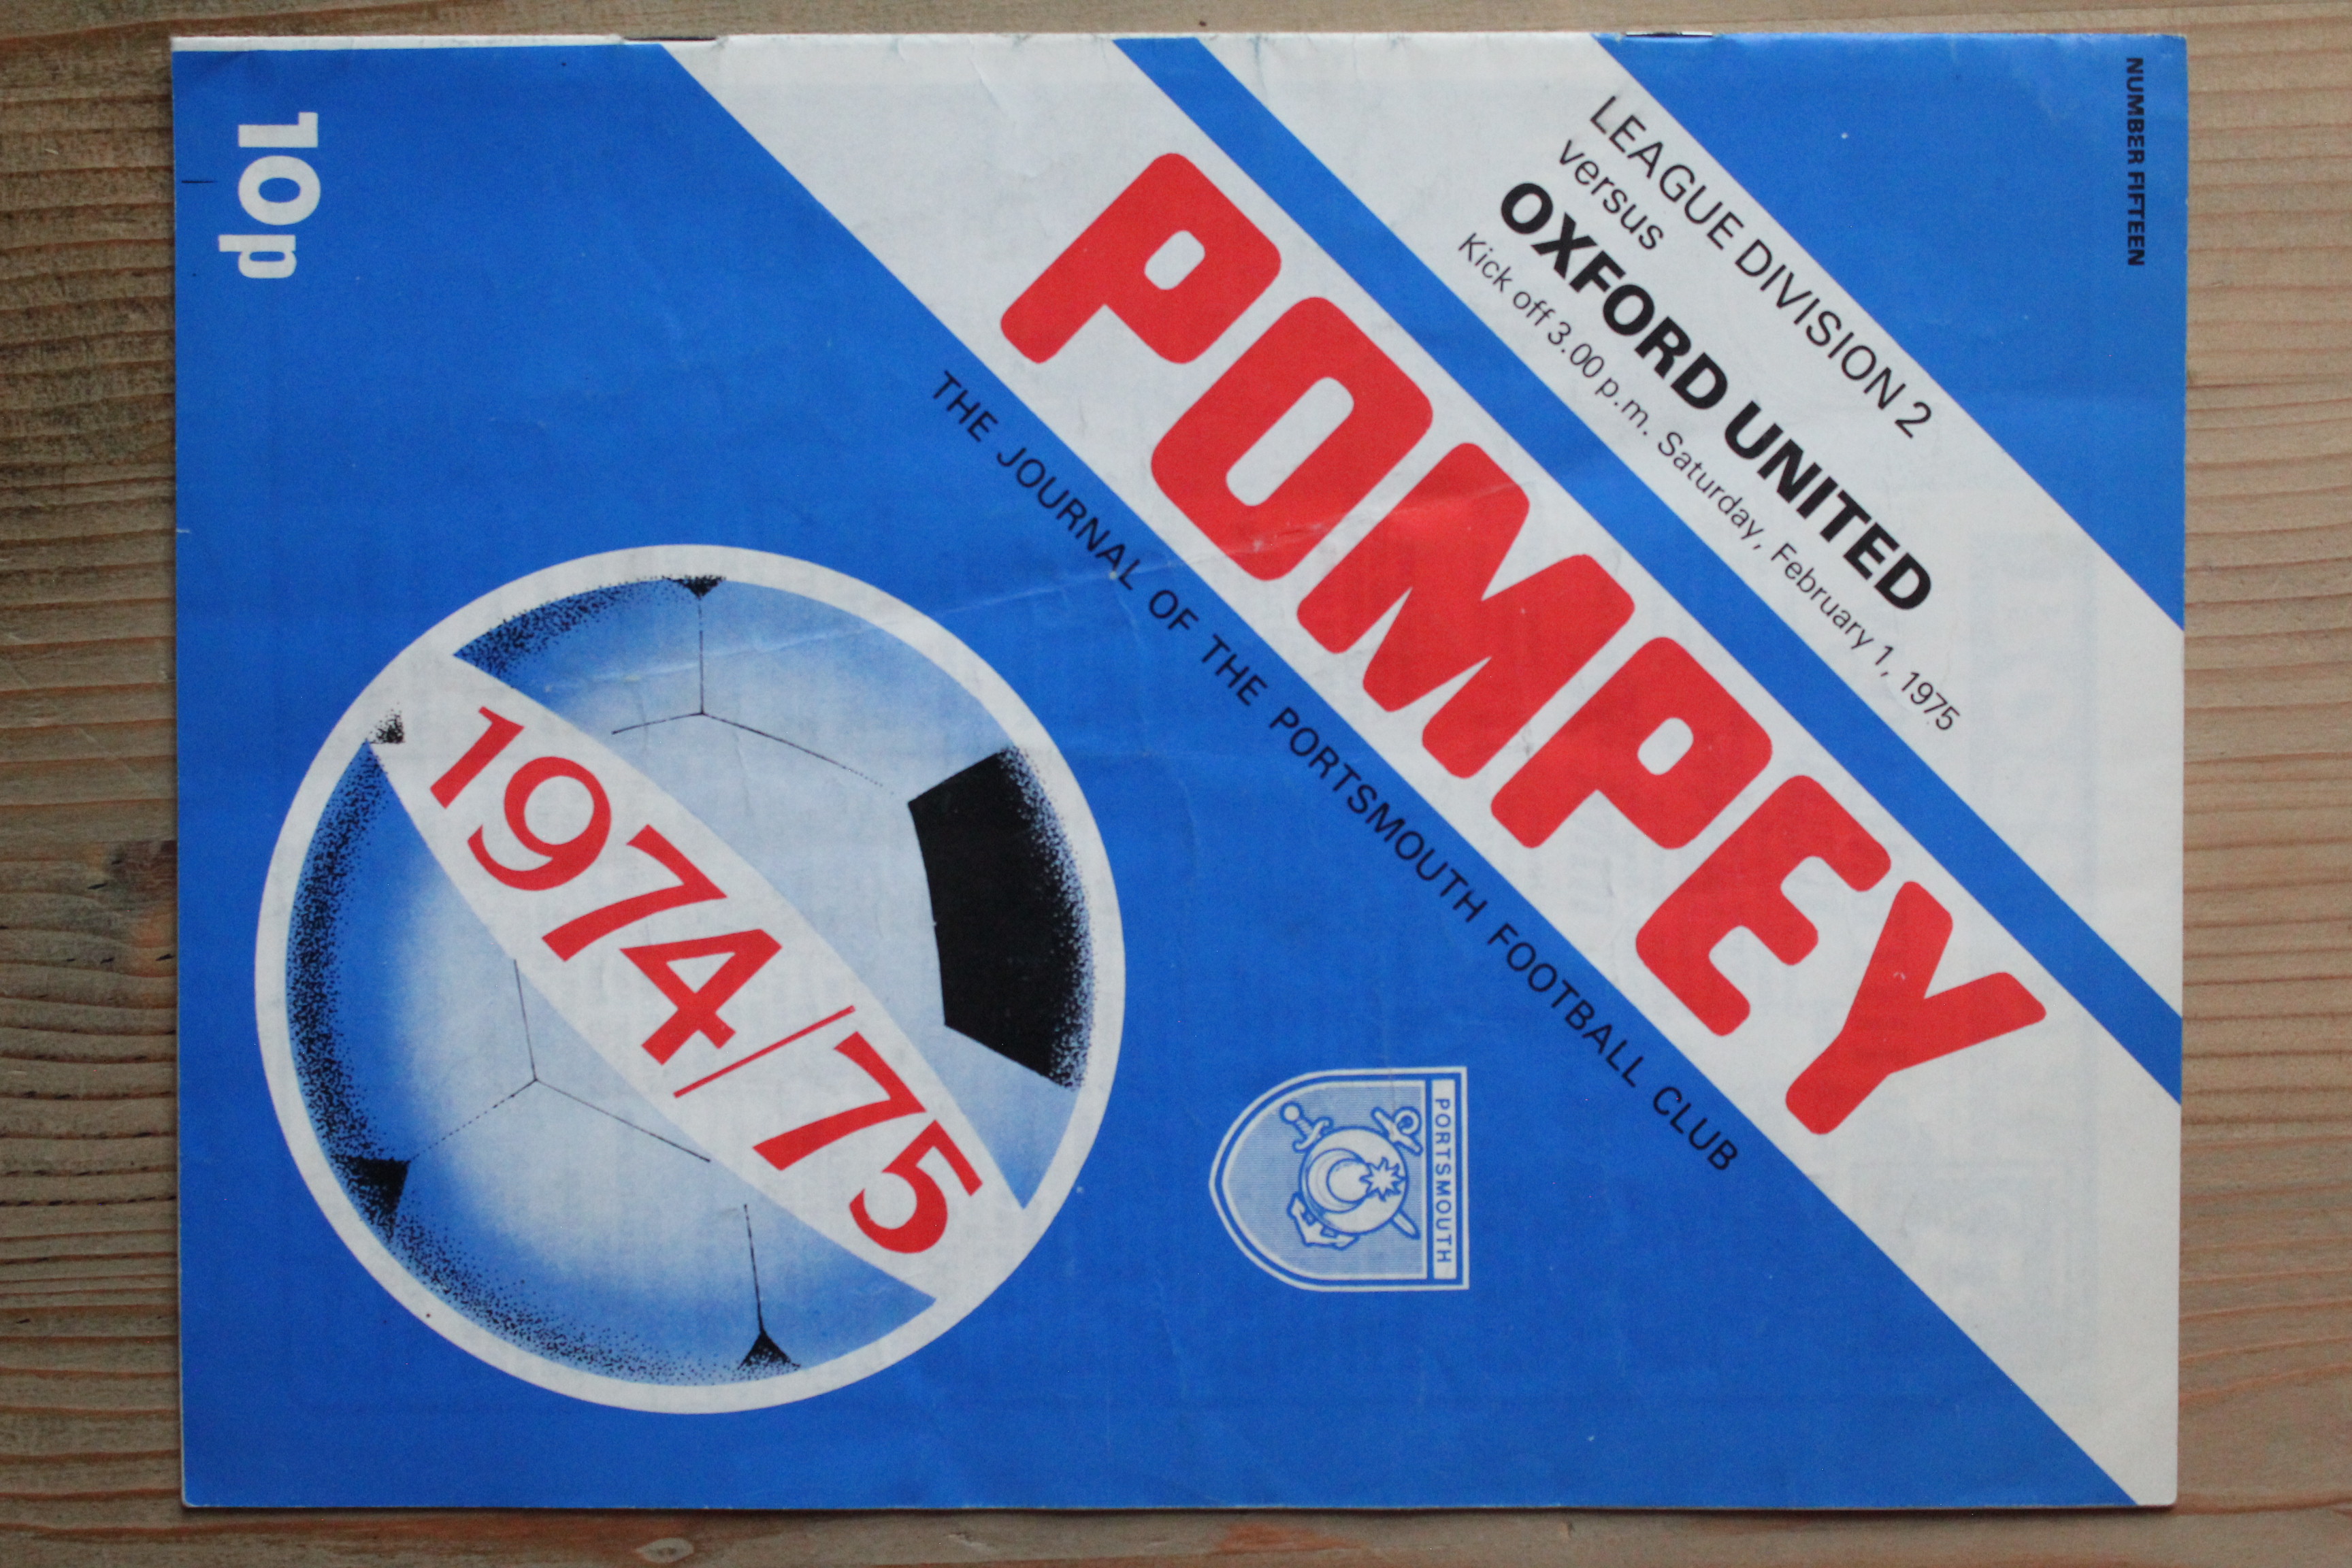 NUMBER FIFTEEN
LEAGUE DIVISION 2
versus
OXFORD UNITED
Kick off 3.00 p.m. Saturday, February 1, 1975
POMPEY
THE JOURNAL OF THE PORTSMOUTH FOOTBALL CLUB
PORTSMOUTH
1974/75
10p